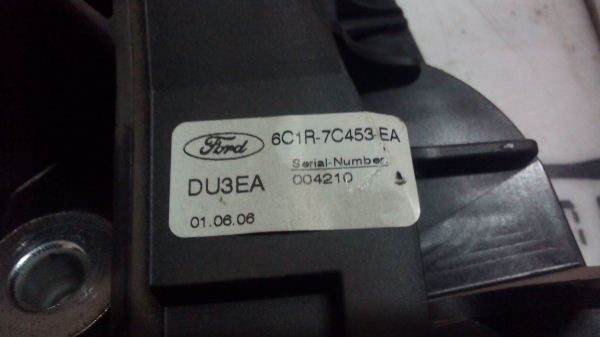 Ford 6C1R-7C453-EA
Serial-Number.
DU3EA 004210
01.06.06